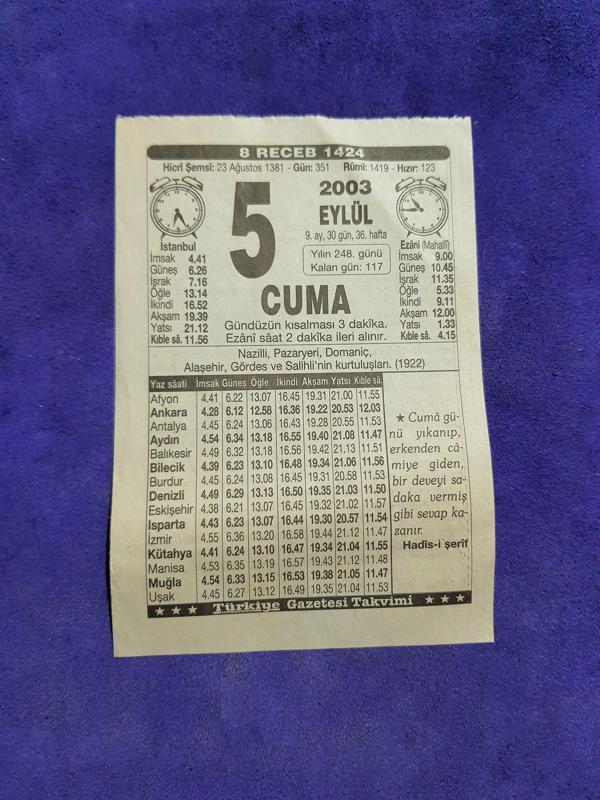 8 RECEB 1424
Hicrî Şemsî: 23 Ağustos 1381 - Gün: 351 Rûmî: 1419 - Hızır: 123
5
2003
EYLÜL
9. ay, 30 gün, 36. hafta
Yılın 248. günü
Kalan gün: 117
CUMA
İstanbul
İmsak 4.41
Güneş 6.26
İşrak 7.16
Öğle 13.14
İkindi 16.52
Akşam 19.39
Yatsı 21.12
Kıble sâ. 11.56
Ezânî (Mahallî)
İmsak 9.00
Güneş 10.45
İşrak 11.35
Öğle 5.33
İkindi 9.11
Akşam 12.00
Yatsı 1.33
Kıble sâ. 4.15
Gündüzün kısalması 3 dakîka.
Ezânî sâat 2 dakîka ileri alınır.
Nazilli, Pazaryeri, Domaniç,
Alaşehir, Gördes ve Salihli'nin kurtuluşları. (1922)
Yaz sâati İmsak Güneş Öğle İkindi Akşam Yatsı Kıble sâ.
Afyon 4.41 6.22 13.07 16.45 19.31 21.00 11.55
Ankara 4.28 6.12 12.58 16.36 19.22 20.53 12.03
Antalya 4.45 6.24 13.06 16.43 19.28 20.55 11.53
Aydın 4.54 6.34 13.18 16.55 19.40 21.08 11.47
Balıkesir 4.49 6.32 13.18 16.56 19.42 21.13 11.51
Bilecik 4.39 6.23 13.10 16.48 19.34 21.06 11.56
Burdur 4.45 6.24 13.08 16.45 19.31 20.58 11.53
Denizli 4.49 6.29 13.13 16.50 19.35 21.03 11.50
Eskişehir 4.38 6.21 13.07 16.45 19.31 21.02 11.57
Isparta 4.43 6.23 13.07 16.44 19.30 20.57 11.54
İzmir 4.55 6.36 13.20 16.58 19.44 21.12 11.47
Kütahya 4.41 6.24 13.10 16.47 19.34 21.04 11.55
Manisa 4.53 6.35 13.19 16.57 19.43 21.12 11.48
Muğla 4.54 6.33 13.15 16.53 19.38 21.05 11.47
Uşak 4.45 6.27 13.12 16.49 19.35 21.04 11.53
★ Cumâ gü-
nü yıkanıp,
erkenden câ-
miye giden,
bir deveyi sa-
daka vermiş
gibi sevap ka-
zanır.
Hadîs-i şerîf
★ ★ ★ Türkiye Gazetesi Takvimi ★ ★ ★